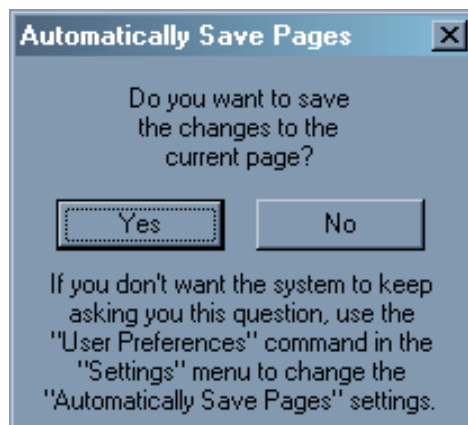 Automatically Save Pages
Do you want to save
the changes to the
current page?
Yes
No
If you don't want the system to keep
asking you this question, use the
"User Preferences" command in the
"Settings" menu to change the
"Automatically Save Pages" settings.